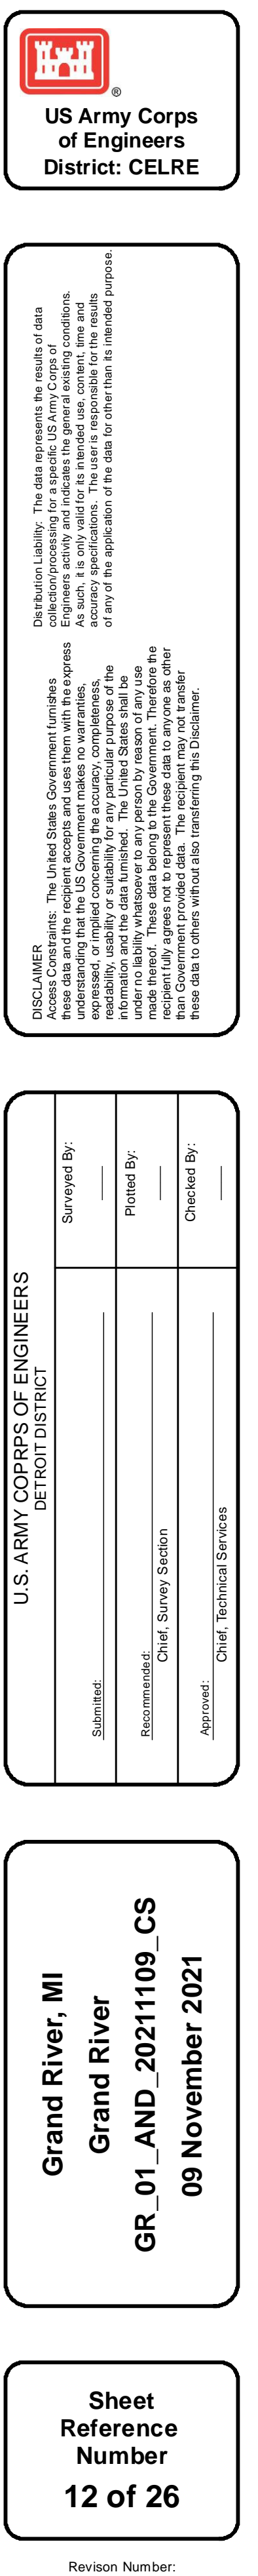 ®
US Army Corps
of Engineers
District: CELRE
DISCLAIMER
Access Constraints: The United States Government furnishes
these data and the recipient accepts and uses them with the express
understanding that the US Government makes no warranties,
expressed, or implied concerning the accuracy, completeness,
readability, usability or suitability for any particular purpose of the
information and the data furnished. The United States shall be
under no liability whatsoever to any person by reason of any use
made thereof. These data belong to the Government. Therefore the
recipient fully agrees not to represent these data to anyone as other
than Government provided data. The recipient may not transfer
these data to others without also transferring this Disclaimer.
Distribution Liability: The data represents the results of data
collection/processing for a specific US Army Corps of
Engineers activity and indicates the general existing conditions.
As such, it is only valid for its intended use, content, time and
accuracy specifications. The user is responsible for the results
of any of the application of the data for other than its intended purpose.
U.S. ARMY COPRPS OF ENGINEERS
DETROIT DISTRICT
Submitted:
Surveyed By:
Recommended:
Chief, Survey Section
Plotted By:
Approved:
Chief, Technical Services
Checked By:
Grand River, MI
Grand River
GR_01_AND_20211109_CS
09 November 2021
Sheet
Reference
Number
12 of 26
Revison Number: